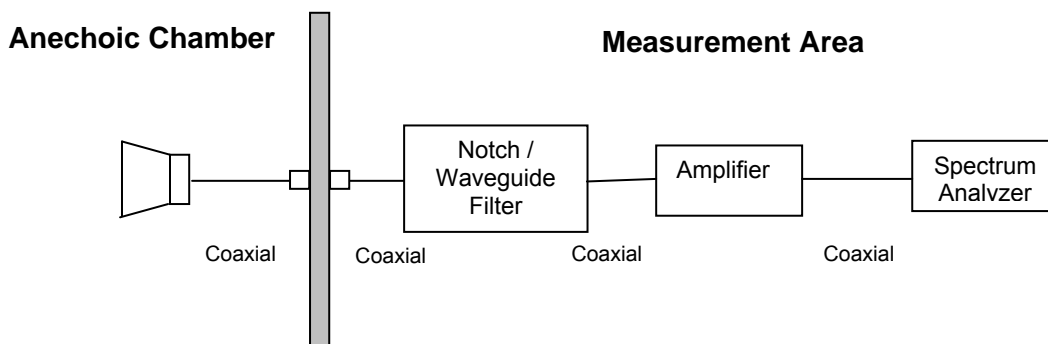 Anechoic Chamber
Measurement Area
Notch /
Waveguide
Filter
Amplifier
Spectrum
Analvzer
Coaxial
Coaxial
Coaxial
Coaxial